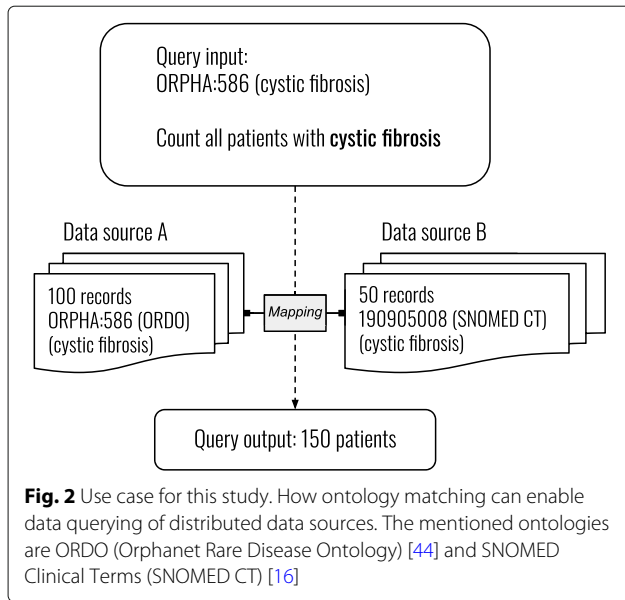 Query input:
ORPHA:586 (cystic fibrosis)
Count all patients with cystic fibrosis
Data source A
Data source B
100 records
ORPHA:586 (ORDO)
(cystic fibrosis)
Mapping
50 records
190905008 (SNOMED CT)
(cystic fibrosis)
Query output: 150 patients
Fig. 2 Use case for this study. How ontology matching can enable
data querying of distributed data sources. The mentioned ontologies
are ORDO (Orphanet Rare Disease Ontology) [44] and SNOMED
Clinical Terms (SNOMED CT) [16]